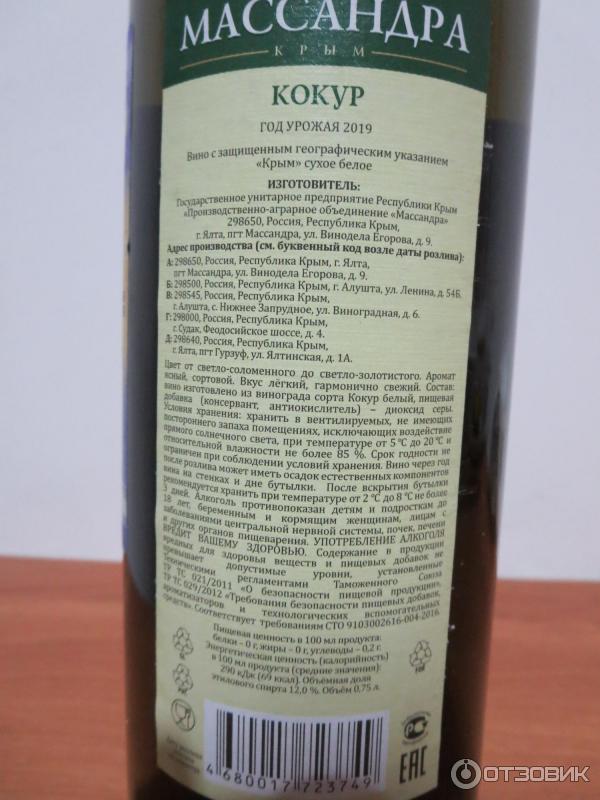 МАССАНДРА
КРЫМ
КОКУР
ГОД УРОЖАЯ 2019
Вино с защищенным географическим указанием
«Крым» сухое белое
ИЗГОТОВИТЕЛЬ:
Государственное унитарное предприятие Республики Крым
«Производственно-аграрное объединение «Массандра»
298650, Россия, Республика Крым,
г. Ялта, пгт Массандра, ул. Винодела Егорова, д. 9.
Адрес производства (см. буквенный код возле даты розлива):
А: 298650, Россия, Республика Крым, г. Ялта,
пгт Массандра, ул. Винодела Егорова, д. 9.
Б: 298500, Россия, Республика Крым, г. Алушта, ул. Ленина, д. 54Б.
В: 298545, Россия, Республика Крым,
г. Алушта, с. Нижнее Запрудное, ул. Виноградная, д. 6.
Г: 298000, Россия, Республика Крым,
г. Судак, Феодосийское шоссе, д. 4.
Д: 298640, Россия, Республика Крым,
г. Ялта, пгт Гурзуф, ул. Ялтинская, д. 1А.
Цвет от светло-соломенного до светло-золотистого. Аромат
ясный, сортовой. Вкус лёгкий, гармонично свежий. Состав:
вино изготовлено из винограда сорта Кокур белый, пищевая
добавка (консервант, антиокислитель) – диоксид серы.
Условия хранения: хранить в вентилируемых, не имеющих
постороннего запаха помещениях, исключающих воздействие
прямого солнечного света, при температуре от 5 °С до 20 °С и
относительной влажности не более 85 %. Срок годности не
ограничен при соблюдении условий хранения. Вино через год
после розлива может иметь осадок естественных компонентов
вина на стенках и дне бутылки. После вскрытия бутылки
рекомендуется хранить при температуре от 2 °С до 8 °С не более
3 дней. Алкоголь противопоказан детям и подросткам до
18 лет, беременным и кормящим женщинам, лицам с
заболеваниями центральной нервной системы, почек, печени
и других органов пищеварения. УПОТРЕБЛЕНИЕ АЛКОГОЛЯ
ВРЕДИТ ВАШЕМУ ЗДОРОВЬЮ. Содержание в продукции
вредных для здоровья веществ и пищевых добавок не
превышает допустимые уровни, установленные
техническими регламентами Таможенного Союза
ТР ТС 021/2011 «О безопасности пищевой продукции»,
ТР ТС 029/2012 «Требования безопасности пищевых добавок,
ароматизаторов и технологических вспомогательных
средств». Соответствует требованиям СТО 9103002616-004-2016.
Пищевая ценность в 100 мл продукта:
белки – 0 г, жиры – 0 г, углеводы – 0,2 г.
Энергетическая ценность (калорийность)
в 100 мл продукта (средние значения):
290 кДж (69 ккал). Объёмная доля
этилового спирта 12,0 %. Объём 0,75 л.
4 680017 723749
ЕАС
ОТЗОВИК